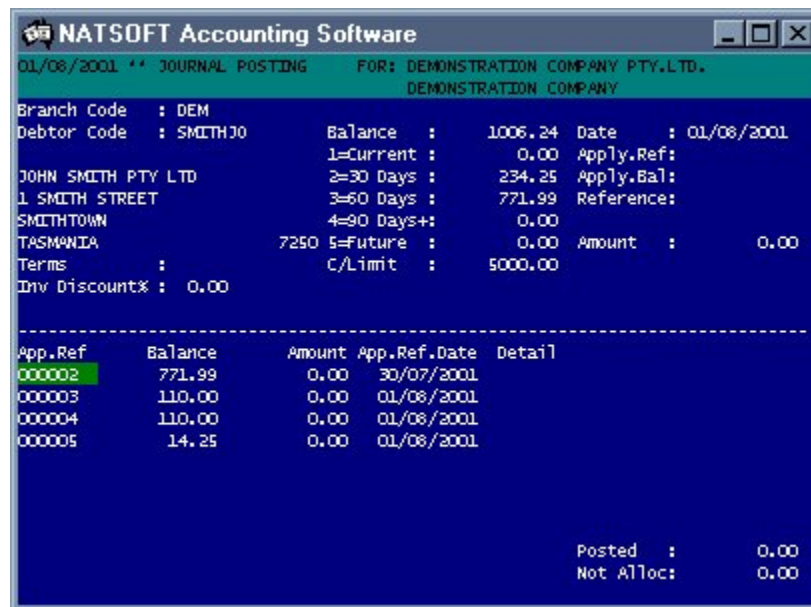 NATSOFT Accounting Software
01/08/2001 '' JOURNAL POSTING FOR: DEMONSTRATION COMPANY PTY.LTD.
DEMONSTRATION COMPANY
Branch Code : DEM
Debtor Code : SMITHJO Balance : 1006.24 Date : 01/08/2001
1=Current : 0.00 Apply.Ref:
JOHN SMITH PTY LTD 2=30 Days : 234.25 Apply.Bal:
1 SMITH STREET 3=60 Days : 771.99 Reference:
SMITHTOWN 4=90 Days+: 0.00
TASMANIA 7250 5=Future : 0.00 Amount : 0.00
Terms : C/Limit : 5000.00
Inv Discount% : 0.00
App.Ref Balance Amount App.Ref.Date Detail
000002 771.99 0.00 30/07/2001
000003 110.00 0.00 01/08/2001
000004 110.00 0.00 01/08/2001
000005 14.25 0.00 01/08/2001
Posted : 0.00
Not Alloc: 0.00